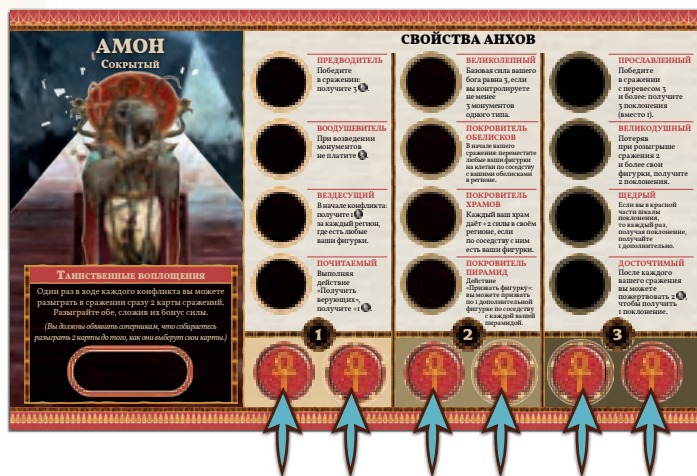 АМОН
Сокрытый
Таинственные воплощения
Один раз в ходе каждого конфликта вы можете
разыграть в сражении сразу 2 карты сражений.
Разыграйте обе, сложив их бонус силы.
(Вы должны объявить соперникам, что собираетесь
разыграть 2 карты до того, как они выберут свои карты.)
СВОЙСТВА АНХОВ
ПРЕДВОДИТЕЛЬ
Победите
в сражении:
получите 3
ВООДУШЕВИТЕЛЬ
При возведении
монументов
не платите
ВЕЗДЕСУЩИЙ
В начале конфликта:
получите 1
за каждый регион,
где есть любые
ваши фигурки.
ПОЧИТАЕМЫЙ
Выполняя
действие
«Получить
верующих»,
получите +1
1
ВЕЛИКОЛЕПНЫЙ
Базовая сила вашего
бога равна 3, если
вы контролируете
не менее
3 монументов
одного типа.
ПОКРОВИТЕЛЬ
ОБЕЛИСКОВ
В начале вашего
сражения: переместите
любые ваши фигурки
на клетки по соседству
с вашими обелисками
в регионе.
ПОКРОВИТЕЛЬ
ХРАМОВ
Каждый ваш храм
даёт +2 силы в своём
регионе, если
по соседству с ним
есть ваши фигурки.
ПОКРОВИТЕЛЬ
ПИРАМИД
Действие
«Призвать фигурку»:
вы можете призвать
по 1 дополнительной
фигурке по соседству
с каждой вашей
пирамидой.
2
ПРОСЛАВЛЕННЫЙ
Победите
в сражении
с перевесом 3
и более: получите
3 поклонения
(вместо 1).
ВЕЛИКОДУШНЫЙ
Потеряв
при розыгрыше
сражения 2
и более свои
фигурки, получите
2 поклонения.
ЩЕДРЫЙ
Если вы в красной
части шкалы
поклонения,
то каждый раз,
получая поклонение,
получайте
1 дополнительно.
ДОСТОЧТИМЫЙ
После каждого
вашего сражения
вы можете
пожертвовать 2
чтобы получить
1 поклонение.
3